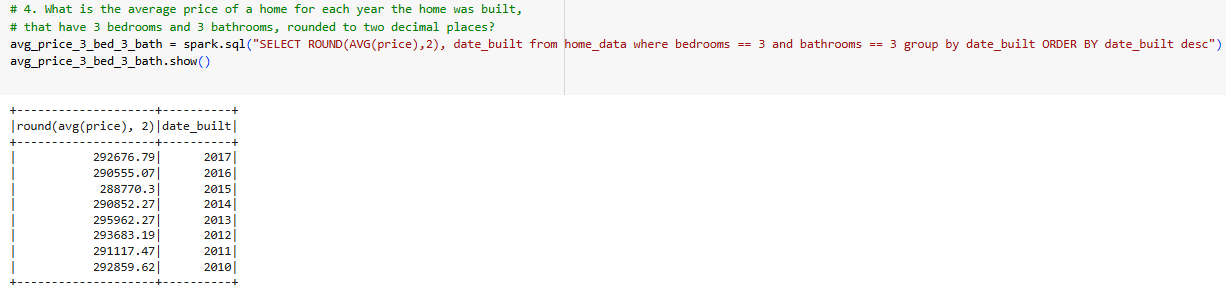 # 4. What is the average price of a home for each year the home was built,
# that have 3 bedrooms and 3 bathrooms, rounded to two decimal places?
avg_price_3_bed_3_bath = spark.sql("SELECT ROUND(AVG(price),2), date_built from home_data where bedrooms == 3 and bathrooms == 3 group by date_built ORDER BY date_built desc")
avg_price_3_bed_3_bath.show()
+--------------------+----------+
|round(avg(price), 2)|date_built|
+--------------------+----------+
|           292676.79|      2017|
|           290555.07|      2016|
|            288770.3|      2015|
|           290852.27|      2014|
|           295962.27|      2013|
|           293683.19|      2012|
|           291117.47|      2011|
|           292859.62|      2010|
+--------------------+----------+